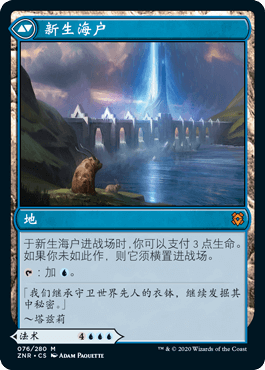 新生海户
地
于新生海户进战场时,你可以支付3点生命。
如果你未如此作,则它须横置进战场。
:加。
「我们继承守卫世界先人的衣钵,继续发掘其
中秘密。」
~塔兹莉
法术 4
076/280 M
ZNR • CS Adam Paquette
™ & © 2020 Wizards of the Coast